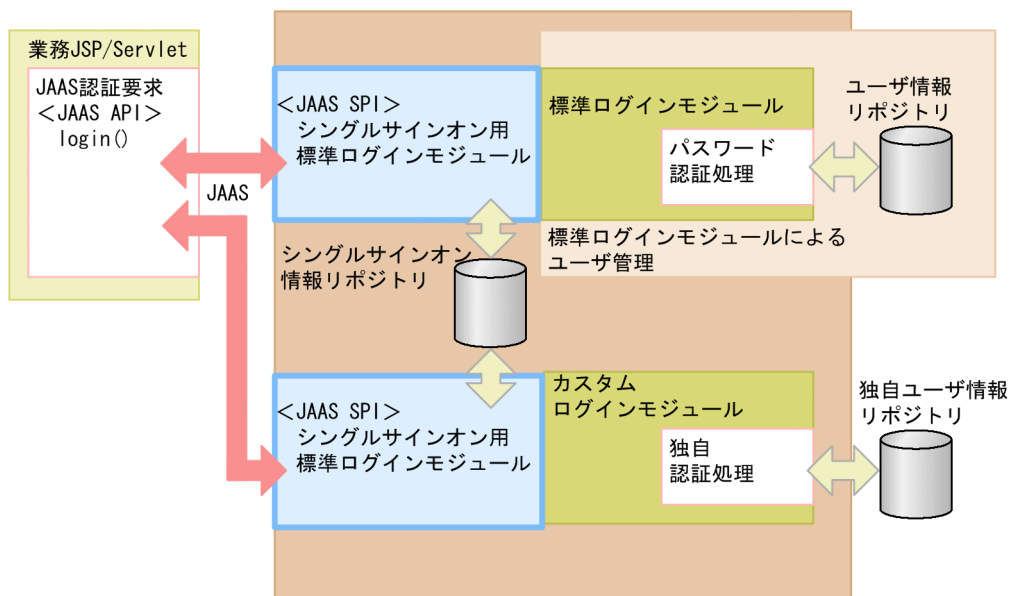 業務JSP/Servlet
JAAS認証要求
＜JAAS API＞
login()
JAAS
＜JAAS SPI＞
シングルサインオン用
標準ログインモジュール
標準ログインモジュール
パスワード
認証処理
ユーザ情報
リポジトリ
標準ログインモジュールによる
ユーザ管理
シングルサインオン
情報リポジトリ
＜JAAS SPI＞
シングルサインオン用
標準ログインモジュール
カスタム
ログインモジュール
独自
認証処理
独自ユーザ情報
リポジトリ